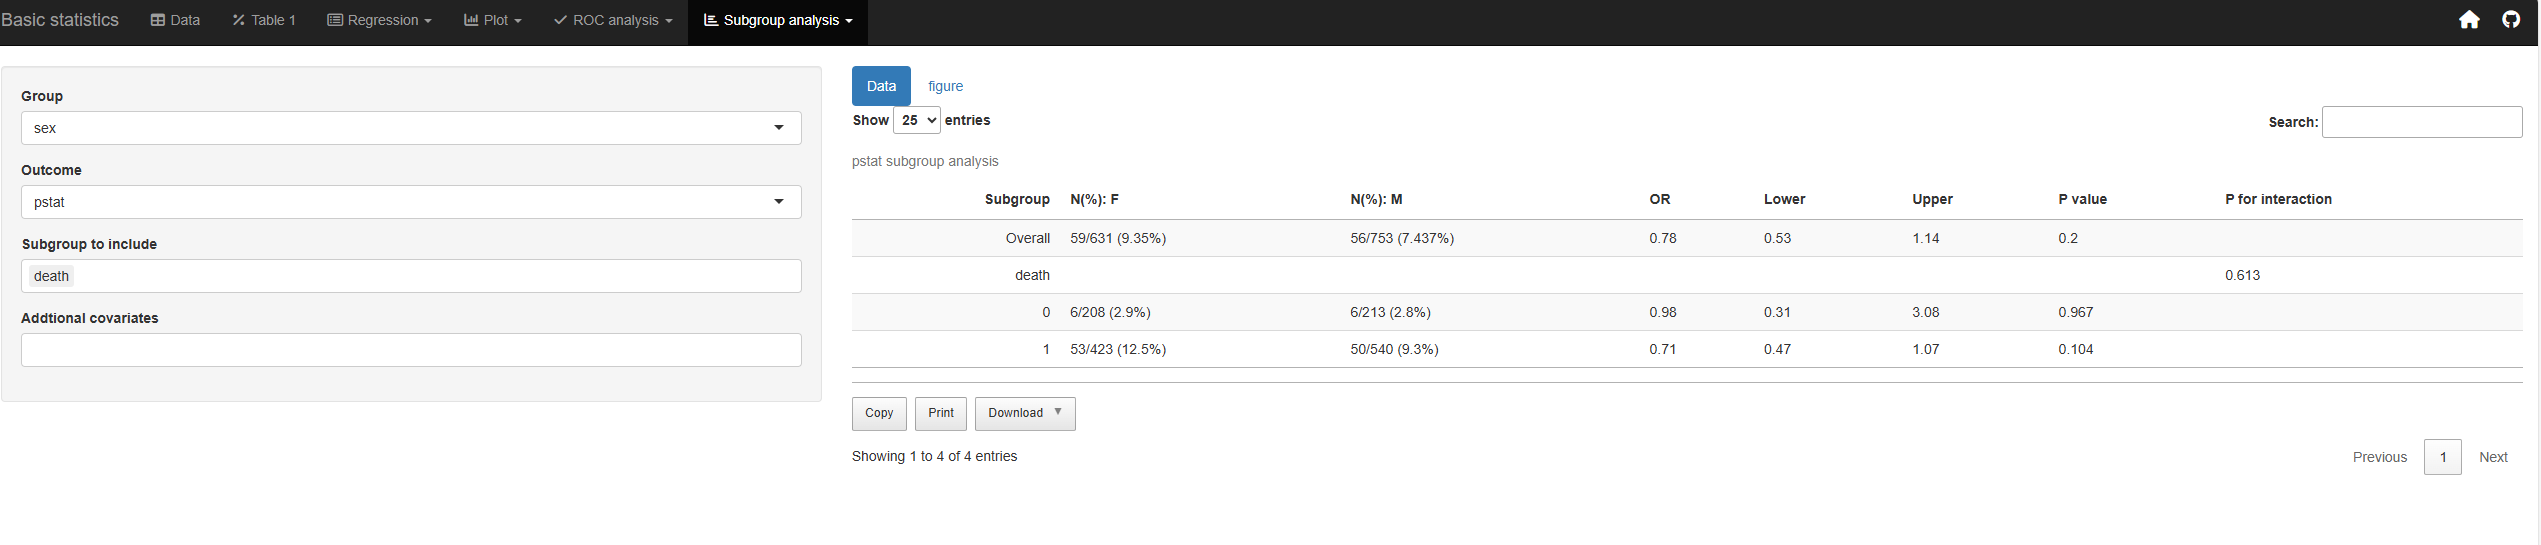 Basic statistics Data Table 1 Regression Plot ROC analysis Subgroup analysis
Group
sex
Outcome
pstat
Subgroup to include
death
Addtional covariates
Data figure
Show 25 entries Search:
pstat subgroup analysis
Subgroup N(%): F N(%): M OR Lower Upper P value P for interaction
Overall 59/631 (9.35%) 56/753 (7.437%) 0.78 0.53 1.14 0.2
death 0.613
0 6/208 (2.9%) 6/213 (2.8%) 0.98 0.31 3.08 0.967
1 53/423 (12.5%) 50/540 (9.3%) 0.71 0.47 1.07 0.104
Copy Print Download
Showing 1 to 4 of 4 entries Previous 1 Next